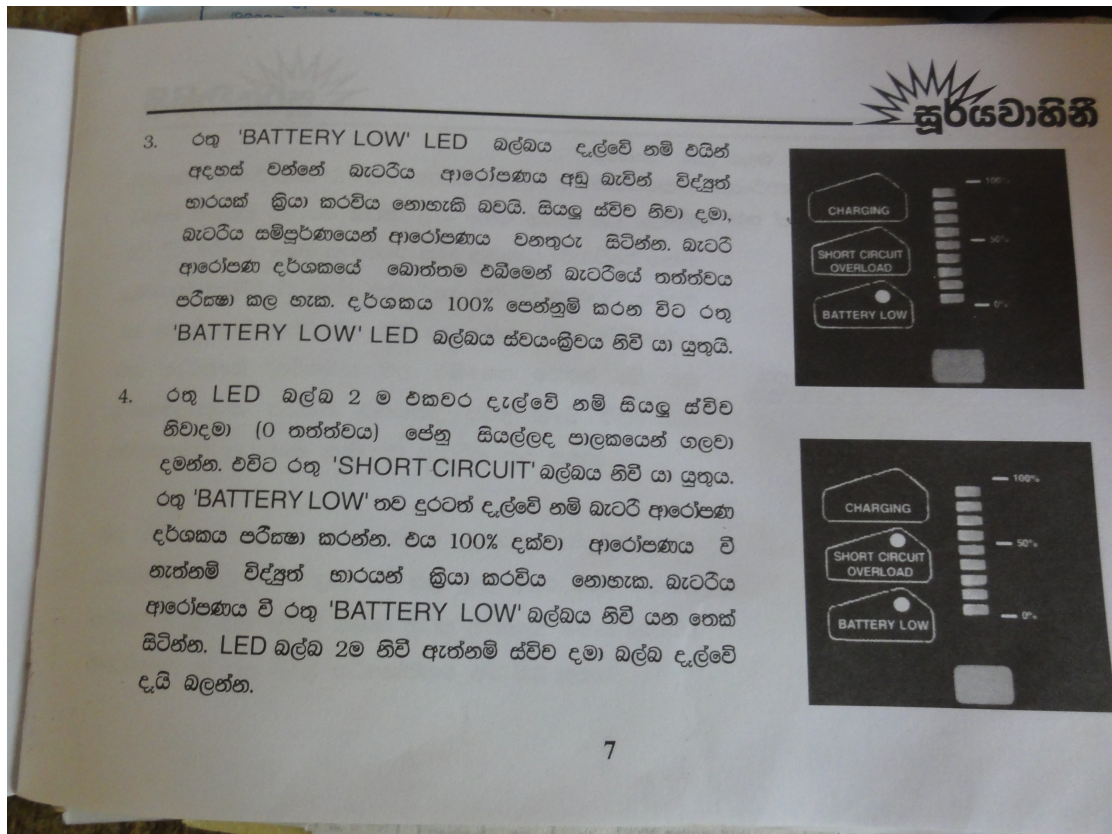 සූර්යවාහිනී
3. රතු 'BATTERY LOW' LED බල්බය දැල්වේ නම් එයින්
අදහස් වන්නේ බැටරිය ආරෝපණය අඩු බැවින් විද්‍යුත්
භාරයක් ක්‍රියා කරවිය නොහැකි බවයි. සියලු ස්විච නිවා දමා,
බැටරිය සම්පූර්ණයෙන් ආරෝපණය වනතුරු සිටින්න. බැටරි
ආරෝපණ දර්ශකයේ බොත්තම එබීමෙන් බැටරියේ තත්ත්වය
පරීක්‍ෂා කල හැක. දර්ශකය 100% පෙන්නුම් කරන විට රතු
'BATTERY LOW' LED බල්බය ස්වයංක්‍රිවය නිවී යා යුතුයි.
CHARGING
SHORT CIRCUIT
OVERLOAD
BATTERY LOW
100%
50%
0%
4. රතු LED බල්බ 2 ම එකවර දැල්වේ නම් සියලු ස්විච
නිවාදමා (0 තත්ත්වය) පේනු සියල්ලද පාලකයෙන් ගලවා
දමන්න. එවිට රතු 'SHORT CIRCUIT' බල්බය නිවී යා යුතුය.
රතු 'BATTERY LOW' තව දුරටත් දැල්වේ නම් බැටරි ආරෝපණ
දර්ශකය පරීක්‍ෂා කරන්න. එය 100% දක්වා ආරෝපණය වී
නැත්නම් විද්‍යුත් භාරයන් ක්‍රියා කරවිය නොහැක. බැටරිය
ආරෝපණය වී රතු 'BATTERY LOW' බල්බය නිවී යන තෙක්
සිටින්න. LED බල්බ 2ම නිවී ඇත්නම් ස්විච දමා බල්බ දැල්වේ
දැයි බලන්න.
CHARGING
SHORT CIRCUIT
OVERLOAD
BATTERY LOW
100%
50%
0%
7